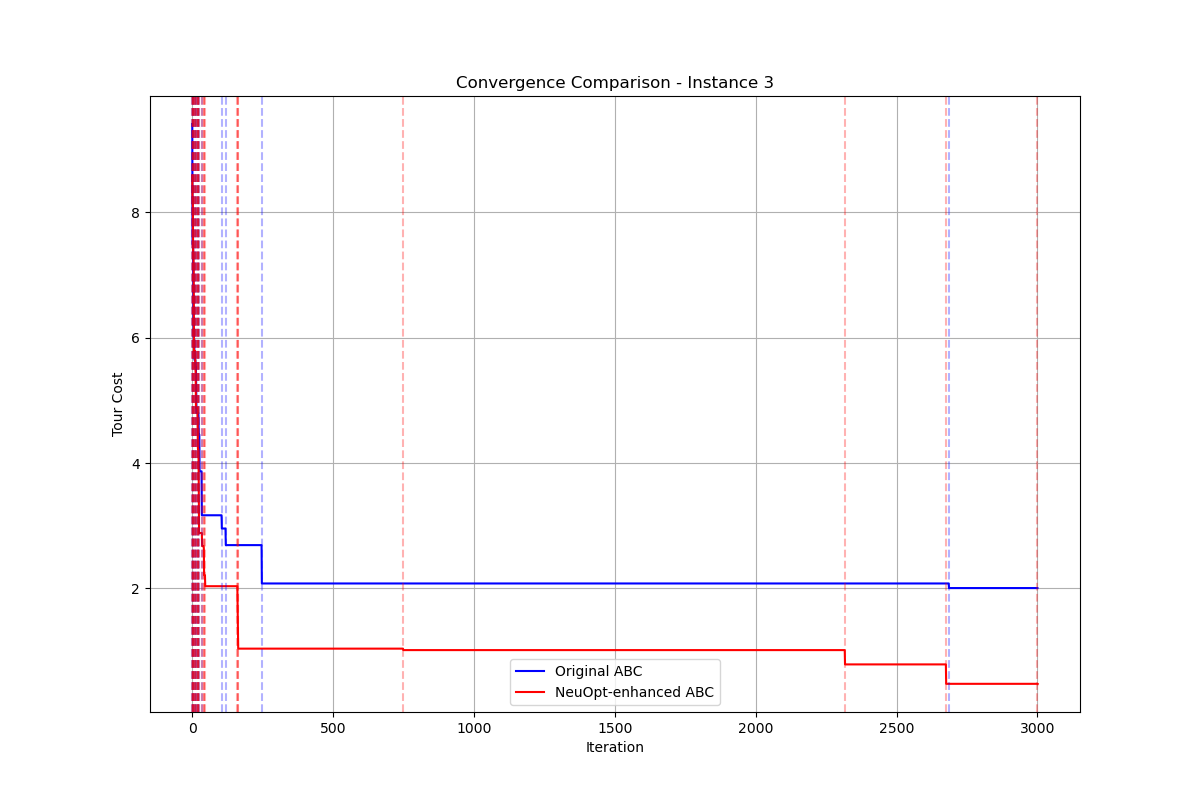 Convergence Comparison - Instance 3
Tour Cost
8
6
4
2
0
500
1000
1500
2000
2500
3000
Iteration
Original ABC
NeuOpt-enhanced ABC